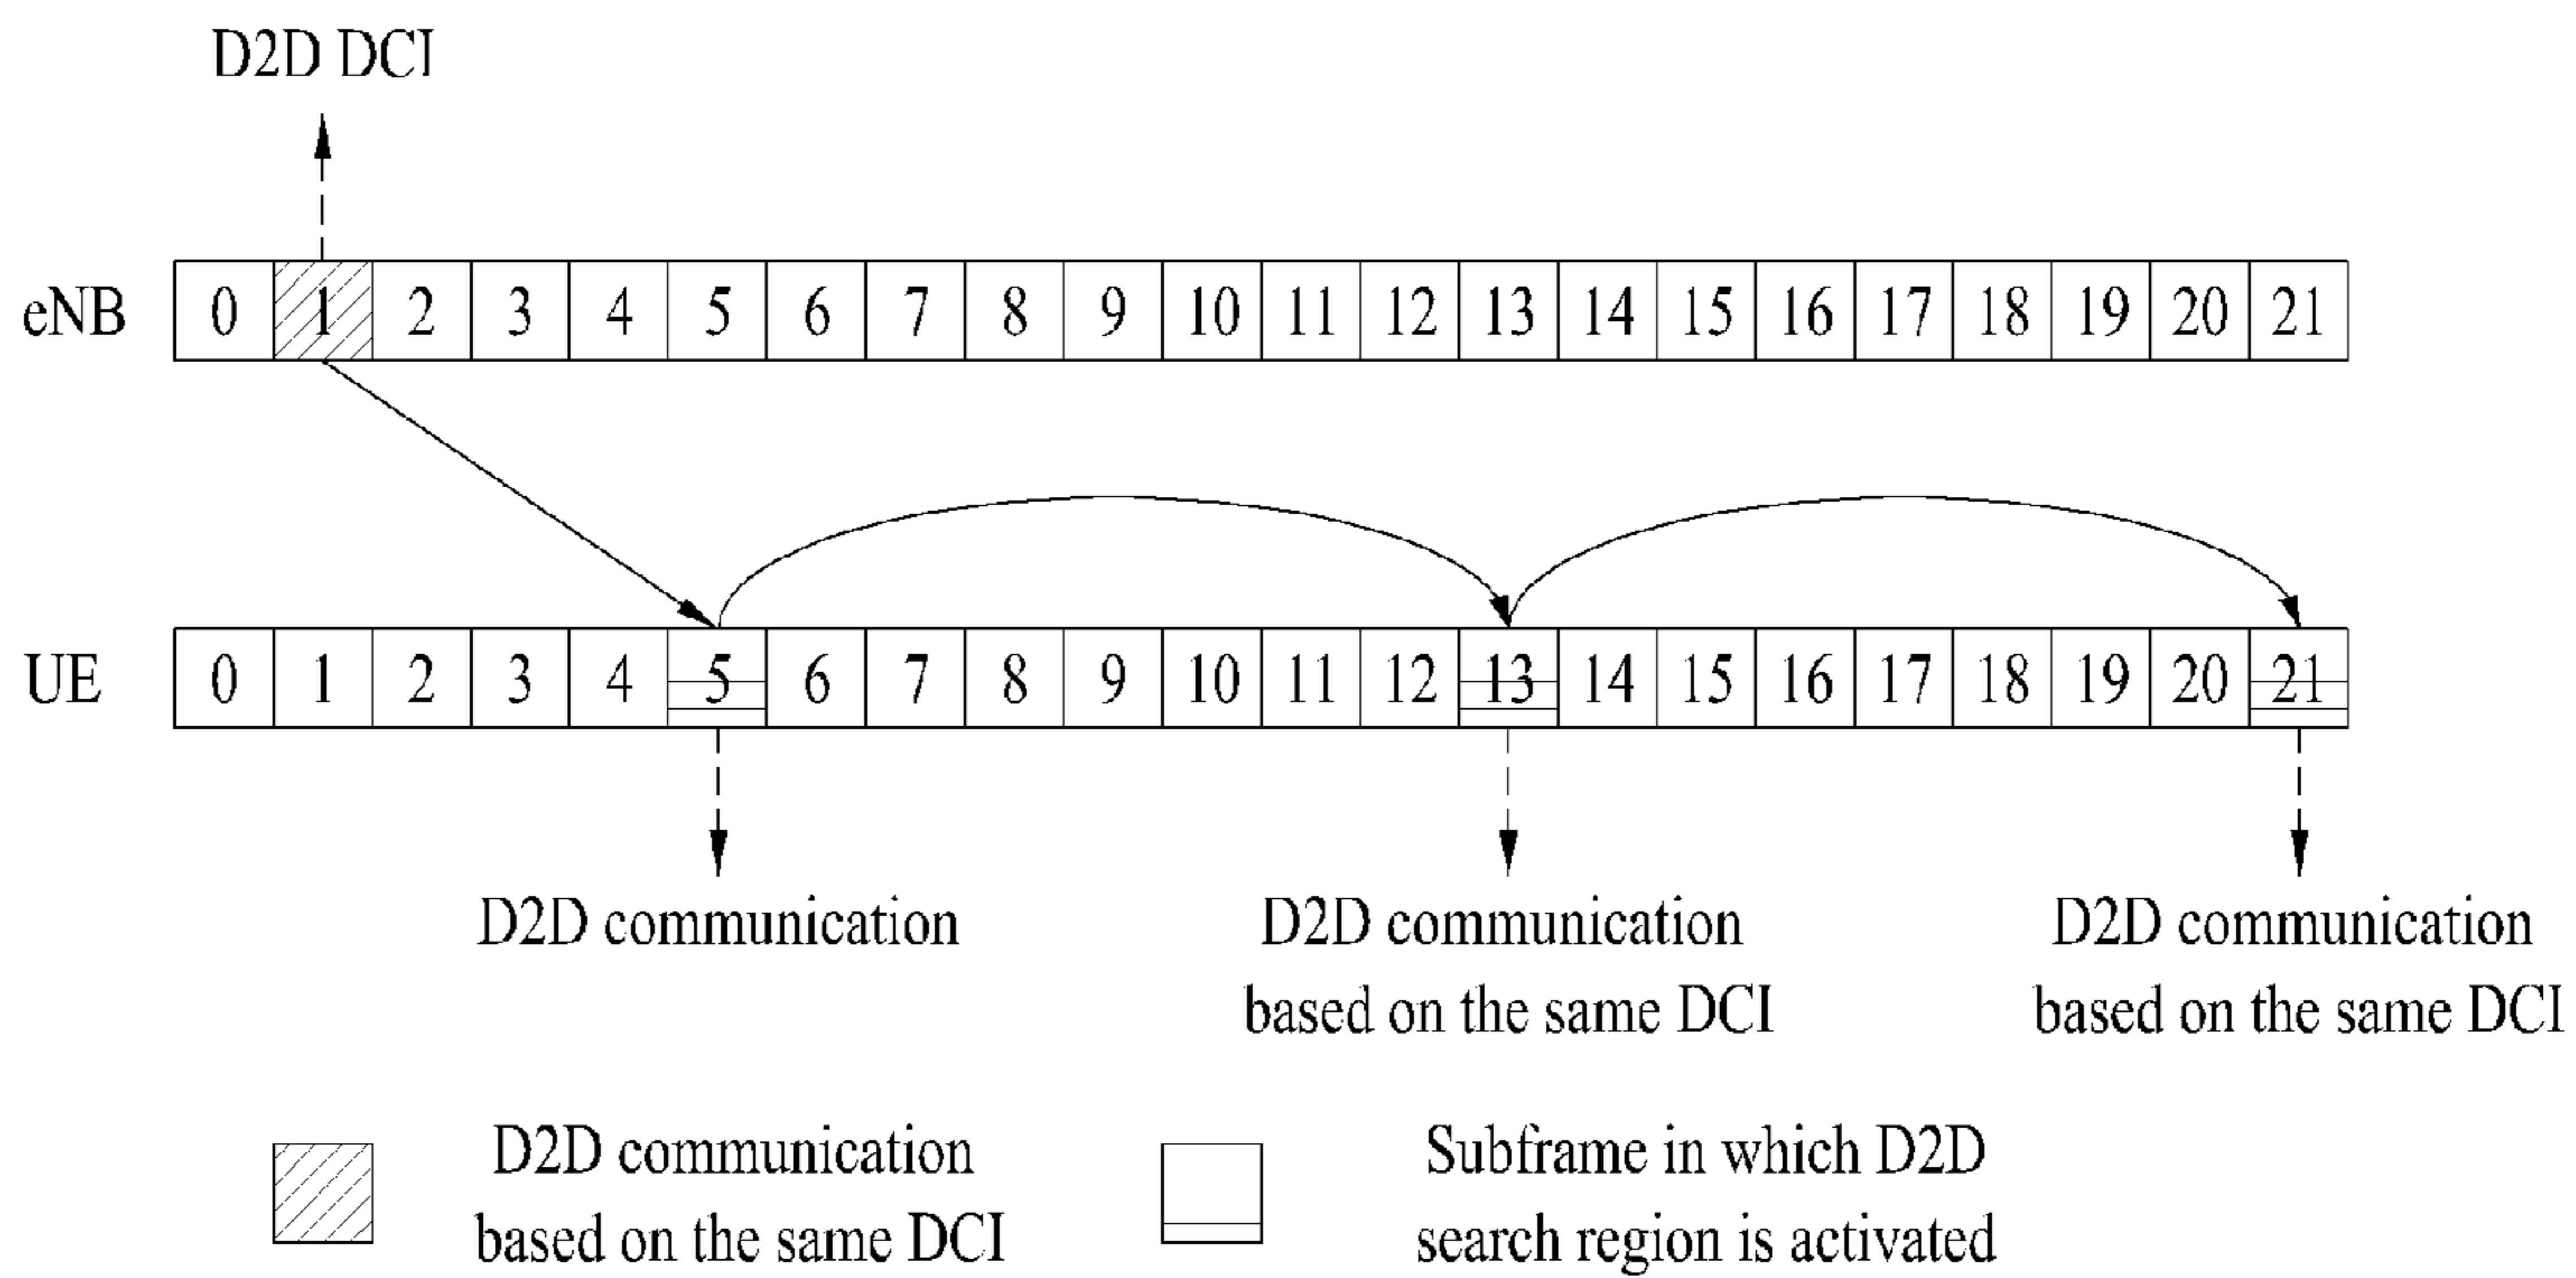 D2D DCI
eNB 0 1 2 3 4 5 6 7 8 9 10 11 12 13 14 15 16 17 18 19 20 21
UE 0 1 2 3 4 5 6 7 8 9 10 11 12 13 14 15 16 17 18 19 20 21
D2D communication
D2D communication
based on the same DCI
D2D communication
based on the same DCI
D2D communication
based on the same DCI
Subframe in which D2D
search region is activated